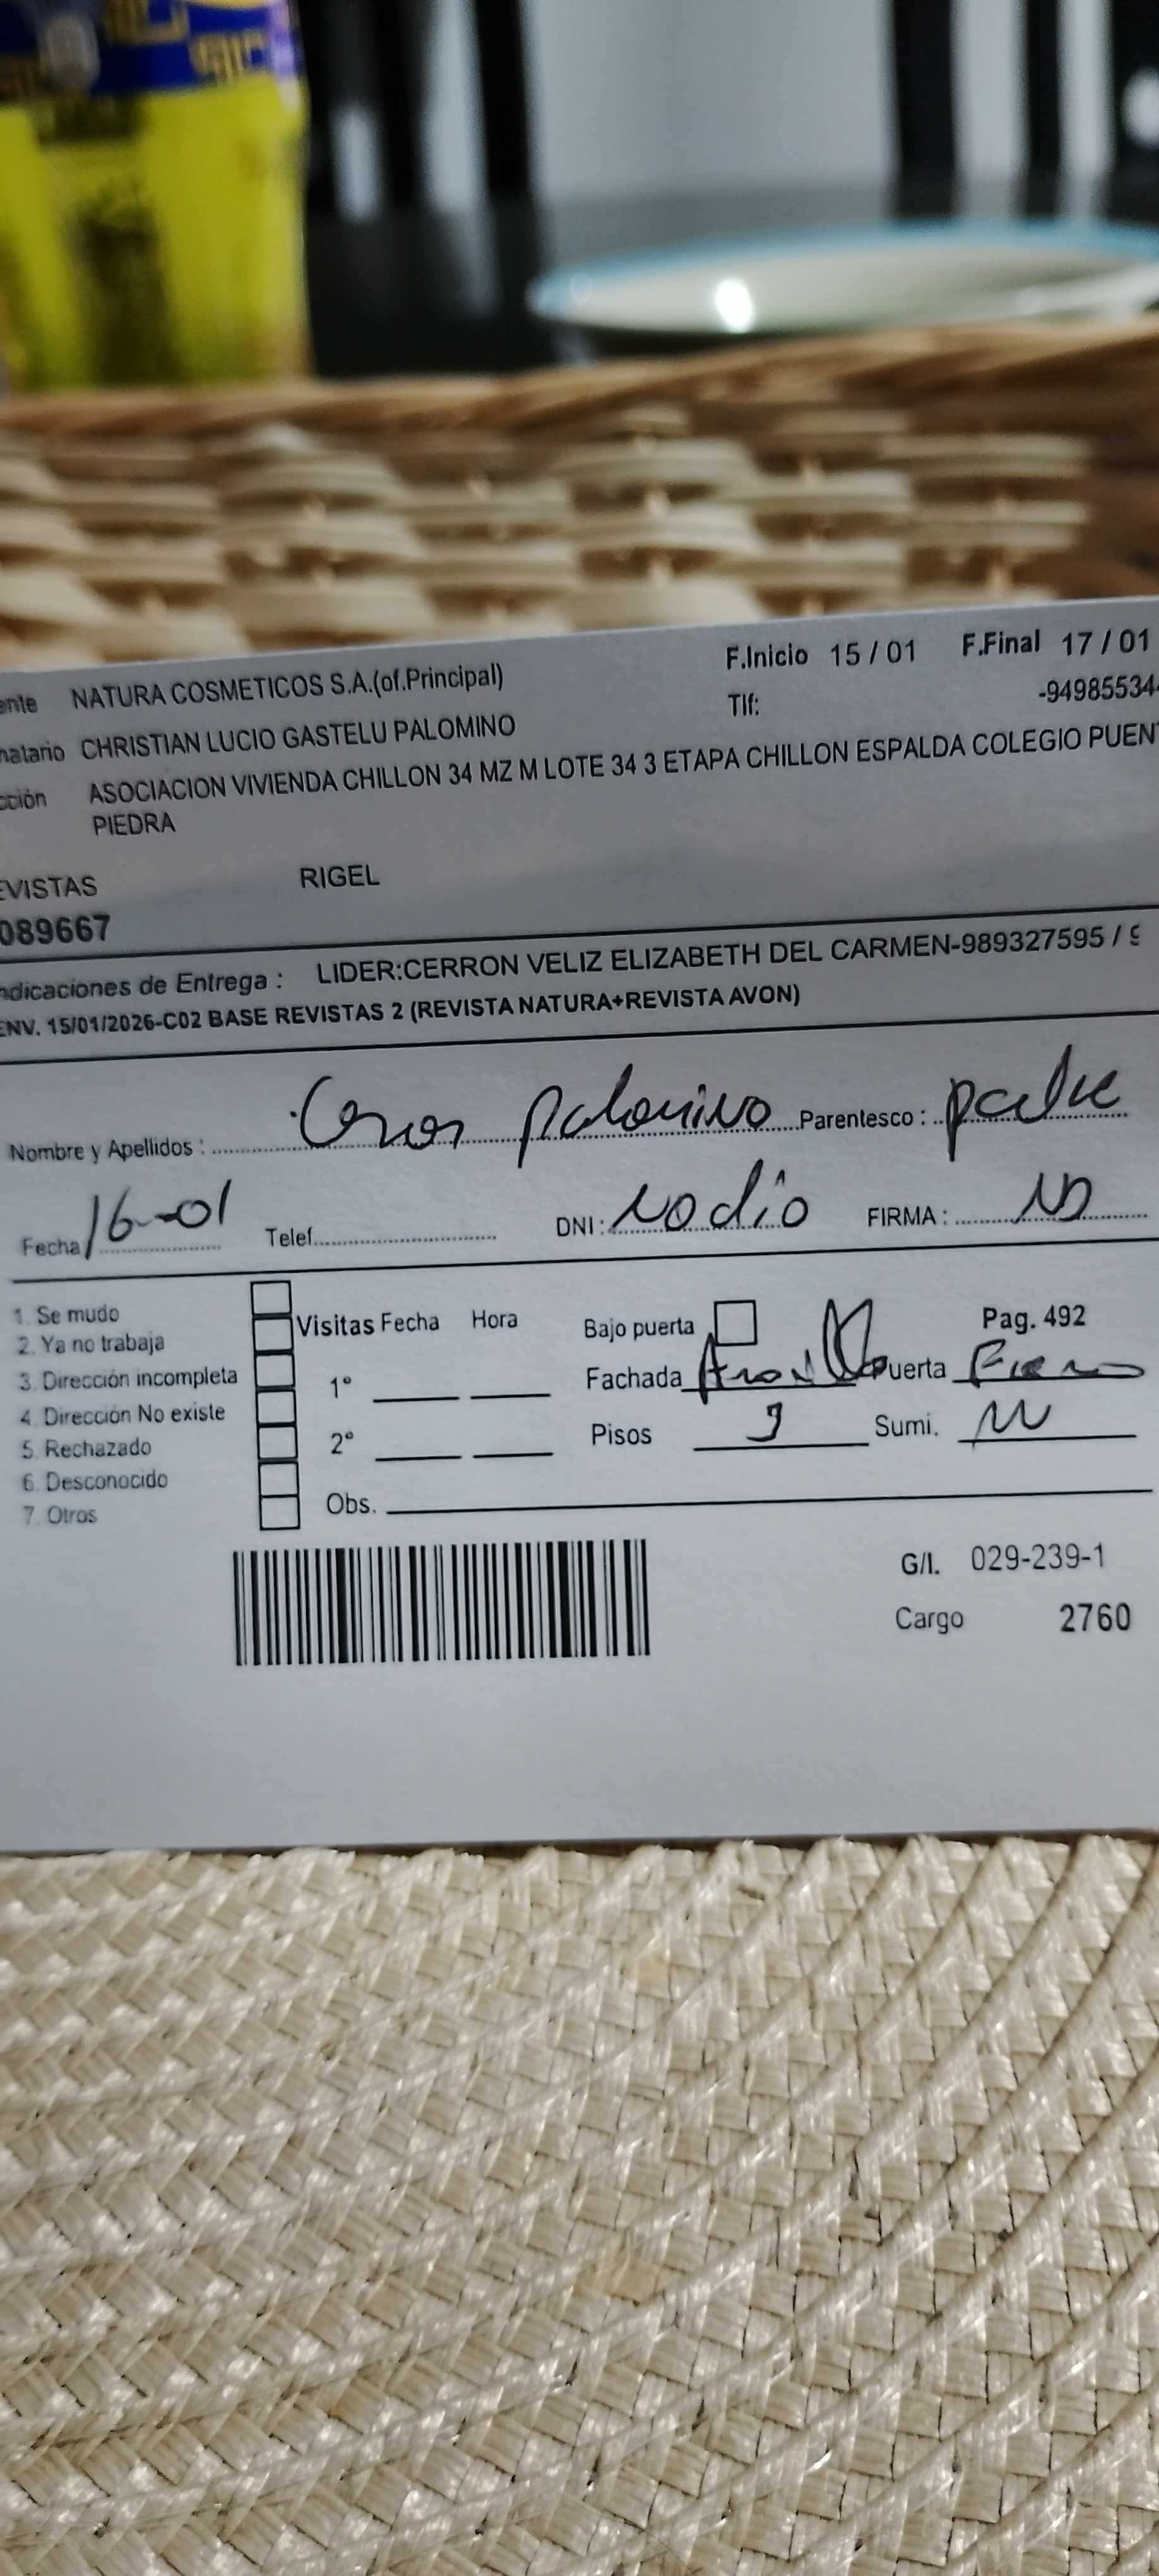 ente NATURA COSMETICOS S.A.(of.Principal) F.Inicio 15 / 01 F.Final 17 / 01
Tlf: -94985534
natario CHRISTIAN LUCIO GASTELU PALOMINO
cción ASOCIACION VIVIENDA CHILLON 34 MZ M LOTE 34 3 ETAPA CHILLON ESPALDA COLEGIO PUEN
PIEDRA
EVISTAS RIGEL
089667
ndicaciones de Entrega : LIDER:CERRON VELIZ ELIZABETH DEL CARMEN-989327595 / 9
ENV. 15/01/2026-C02 BASE REVISTAS 2 (REVISTA NATURA+REVISTA AVON)
Nombre y Apellidos : palomino Parentesco : padre
Fecha 16-01 Telef. DNI: No dio FIRMA : ND
1. Se mudo
2. Ya no trabaja
3. Dirección incompleta
4. Dirección No existe
5. Rechazado
6. Desconocido
7. Otros
Visitas Fecha Hora
1°
2°
Obs.
Bajo puerta Pag. 492
Fachada Puerta Fierro
Pisos 3 Sumi.
G/I. 029-239-1
Cargo 2760